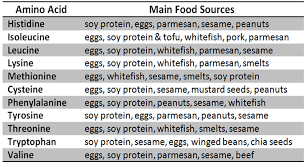 Amino Acid Main Food Sources
Histidine soy protein, eggs, parmesan, sesame, peanuts
Isoleucine eggs, soy protein & tofu, whitefish, pork, parmesan
Leucine eggs, soy protein, whitefish, parmesan, sesame
Lysine eggs, soy protein, whitefish, parmesan, smelts
Methionine eggs, whitefish, sesame, smelts, soy protein
Cysteine eggs, soy protein, sesame, mustard seeds, peanuts
Phenylalanine eggs, soy protein, peanuts, sesame, whitefish
Tyrosine soy protein, eggs, parmesan, peanuts, sesame
Threonine eggs, soy protein, whitefish, smelts, sesame
Tryptophan soy protein, sesame, eggs, winged beans, chia seeds
Valine eggs, soy protein, parmesan, sesame, beef